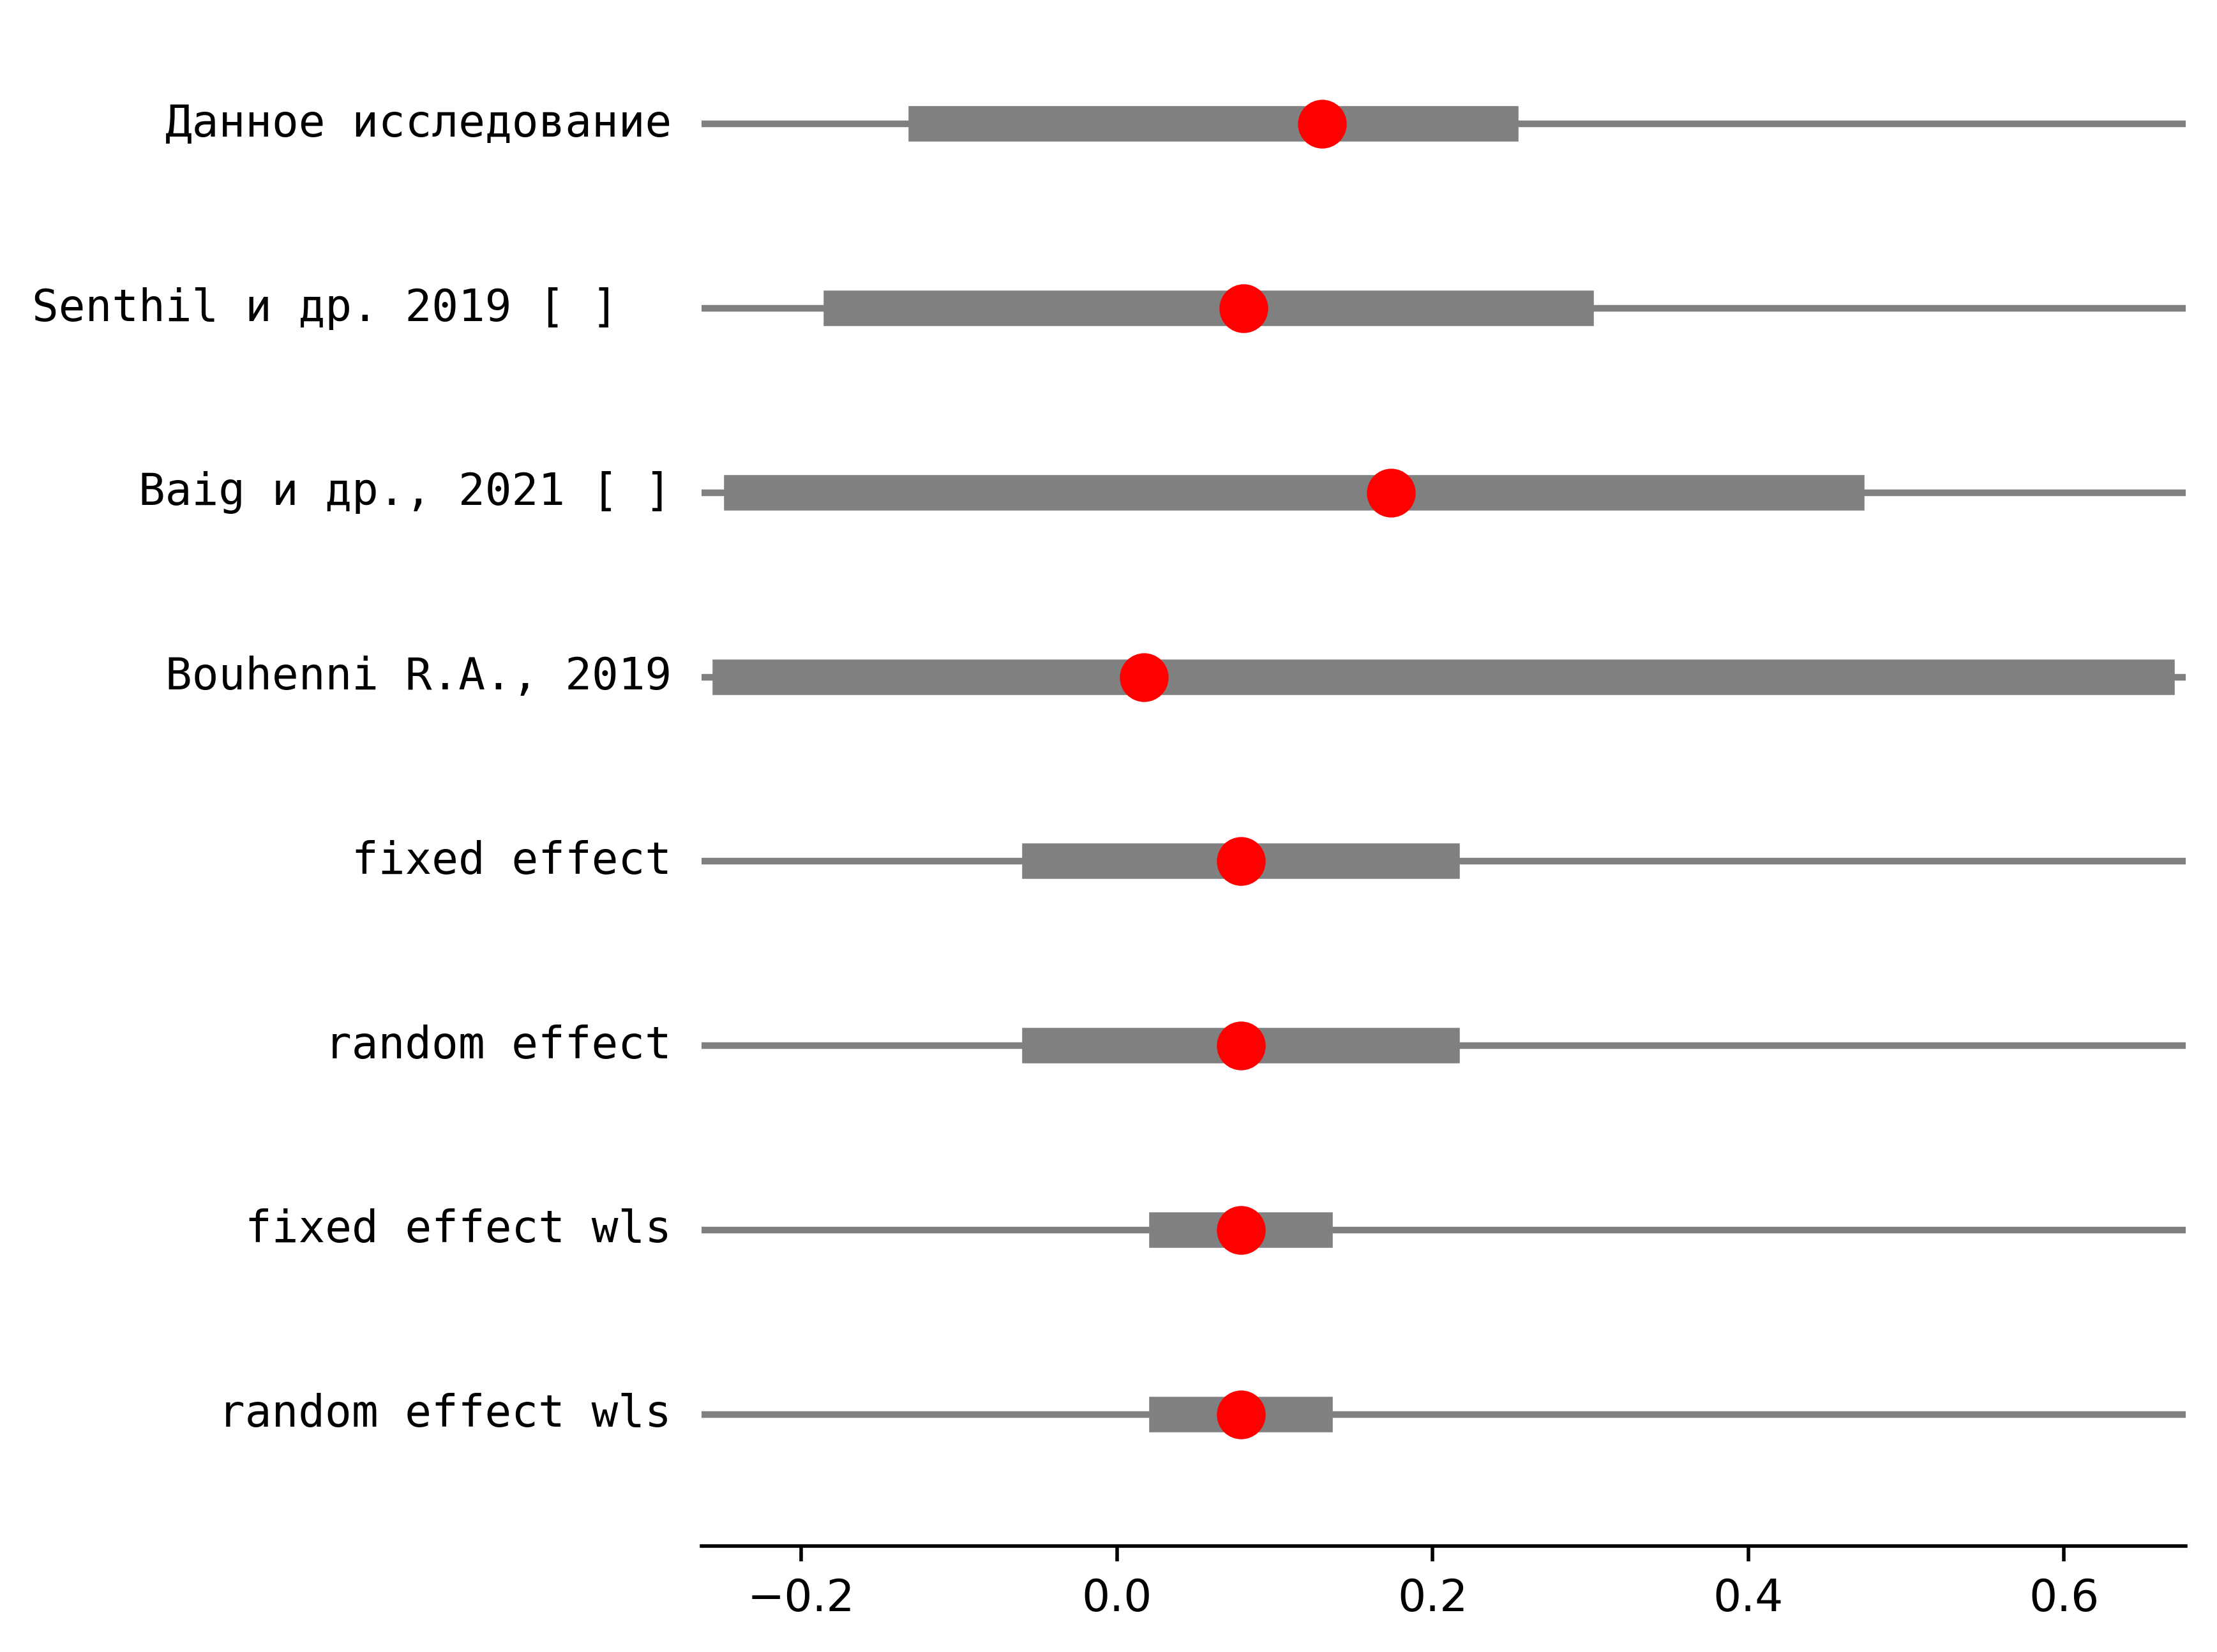 Данное исследование
Senthil и др. 2019 [ ]
Baig и др., 2021 [ ]
Bouhenni R.A., 2019
fixed effect
random effect
fixed effect wls
random effect wls
−0.2 0.0 0.2 0.4 0.6